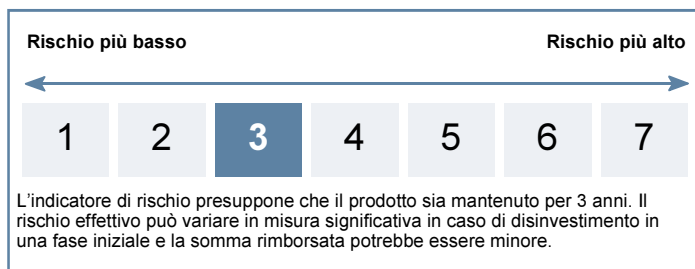 Rischio più basso Rischio più alto
1 2 3 4 5 6 7
L'indicatore di rischio presuppone che il prodotto sia mantenuto per 3 anni. Il
rischio effettivo può variare in misura significativa in caso di disinvestimento in
una fase iniziale e la somma rimborsata potrebbe essere minore.